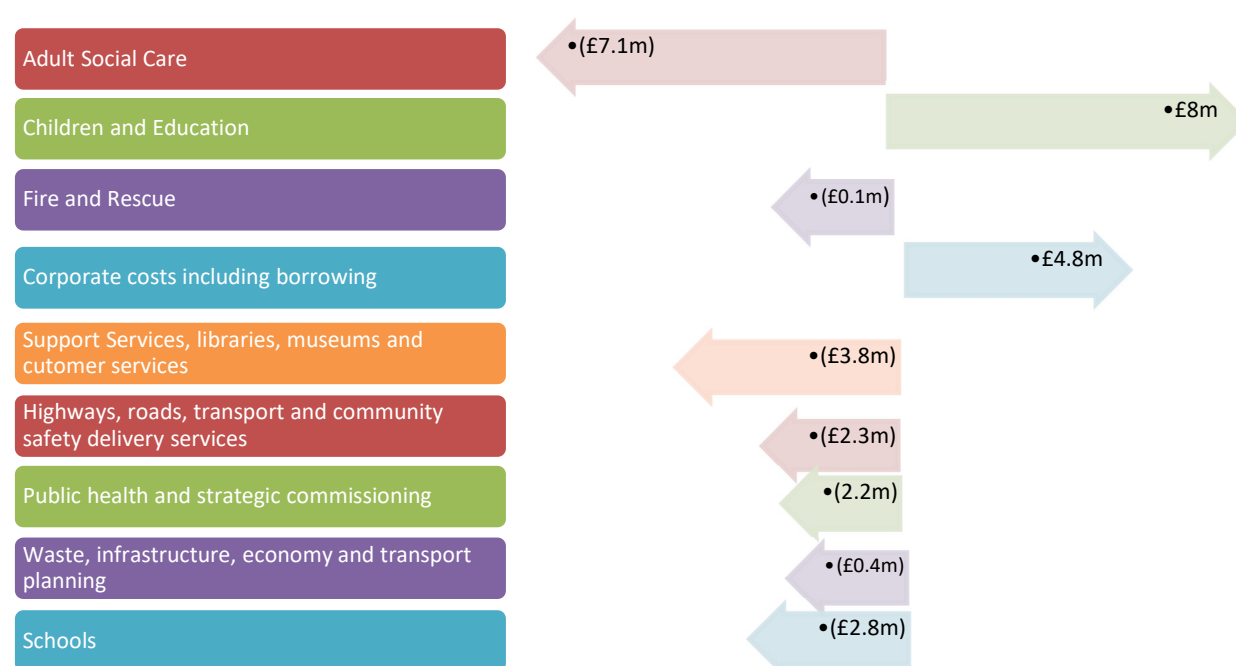 Adult Social Care
•(£7.1m)
Children and Education
•£8m
Fire and Rescue
•(£0.1m)
Corporate costs including borrowing
•£4.8m
Support Services, libraries, museums and
cutomer services
•(£3.8m)
Highways, roads, transport and community
safety delivery services
•(£2.3m)
Public health and strategic commissioning
•(2.2m)
Waste, infrastructure, economy and transport
planning
•(£0.4m)
Schools
•(£2.8m)